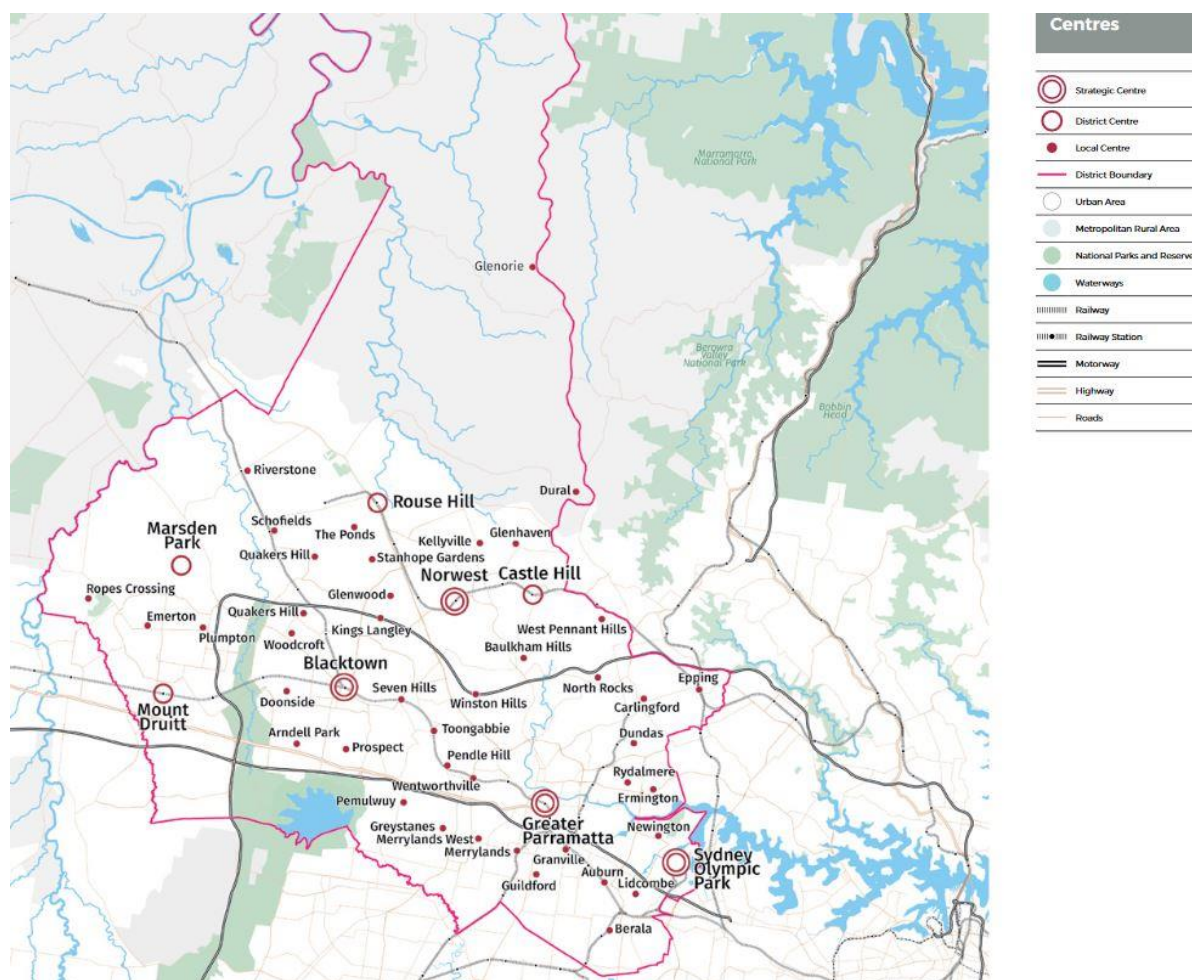 Centres
Strategic Centre
District Centre
Local Centre
District Boundary
Urban Area
Metropolitan Rural Area
National Parks and Reserve
Waterways
Railway
Railway Station
Motorway
Highway
Roads
Marramarra
National Park
Glenorie
Berowra
Valley
National Park
Bobbin
Head
Riverstone
Dural
Rouse Hill
Schofields
The Ponds
Marsden
Park
Kellyville
Glenhaven
Quakers Hill
Stanhope Gardens
Norwest
Castle Hill
Ropes Crossing
Glenwood
Emerton
Quakers Hill
Plumpton
Kings Langley
West Pennant Hills
Woodcroft
Baulkham Hills
Blacktown
Seven Hills
North Rocks
Epping
Doonside
Winston Hills
Carlingford
Mount
Druitt
Toongabbie
Dundas
Arndell Park
Prospect
Pendle Hill
Rydalmere
Wentworthville
Ermington
Pemulwuy
Greater
Parramatta
Newington
Greystanes
Merrylands West
Merrylands
Granville
Sydney
Olympic
Park
Auburn
Guildford
Lidcombe
Berala